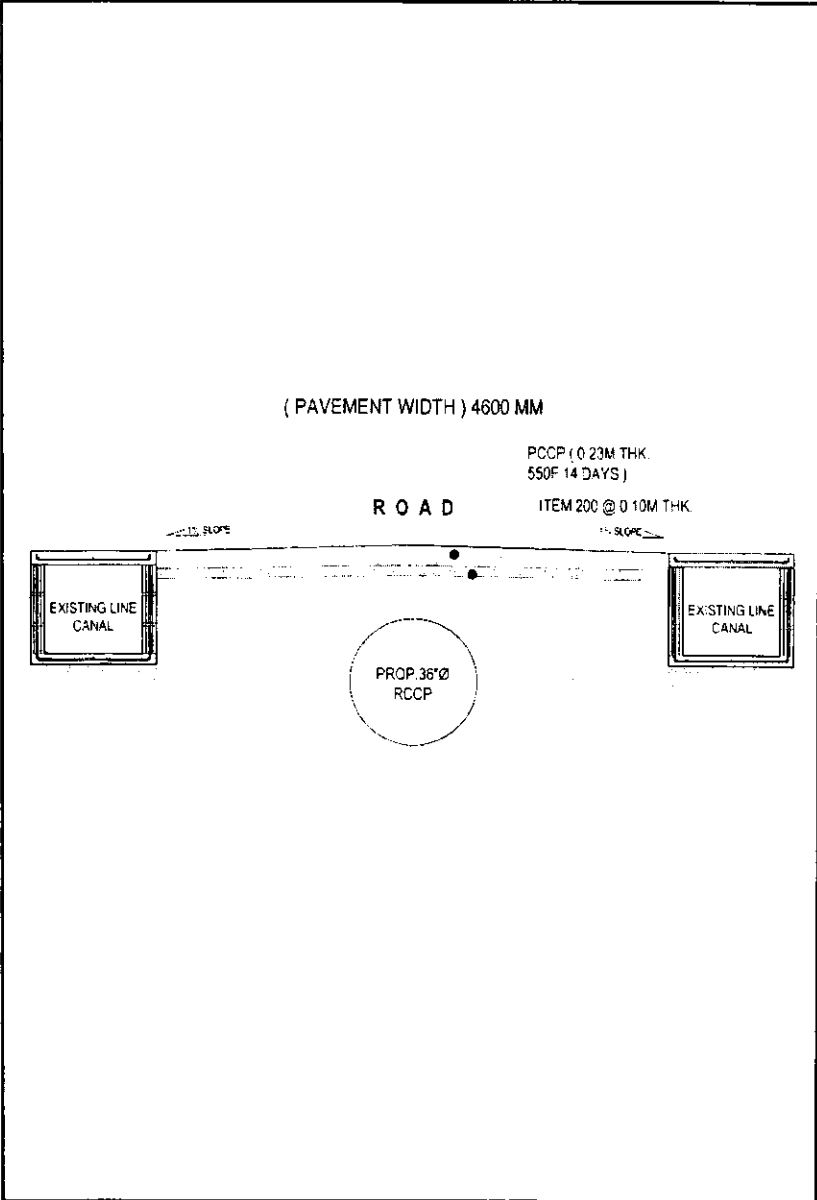 ( PAVEMENT WIDTH ) 4600 MM
PCCP ( 0.23M THK.
550F 14 DAYS )
ROAD
ITEM 200 @ 0.10M THK.
SLOPE
SLOPE
EXISTING LINE
CANAL
EXISTING LINE
CANAL
PROP.36"Ø
RCCP